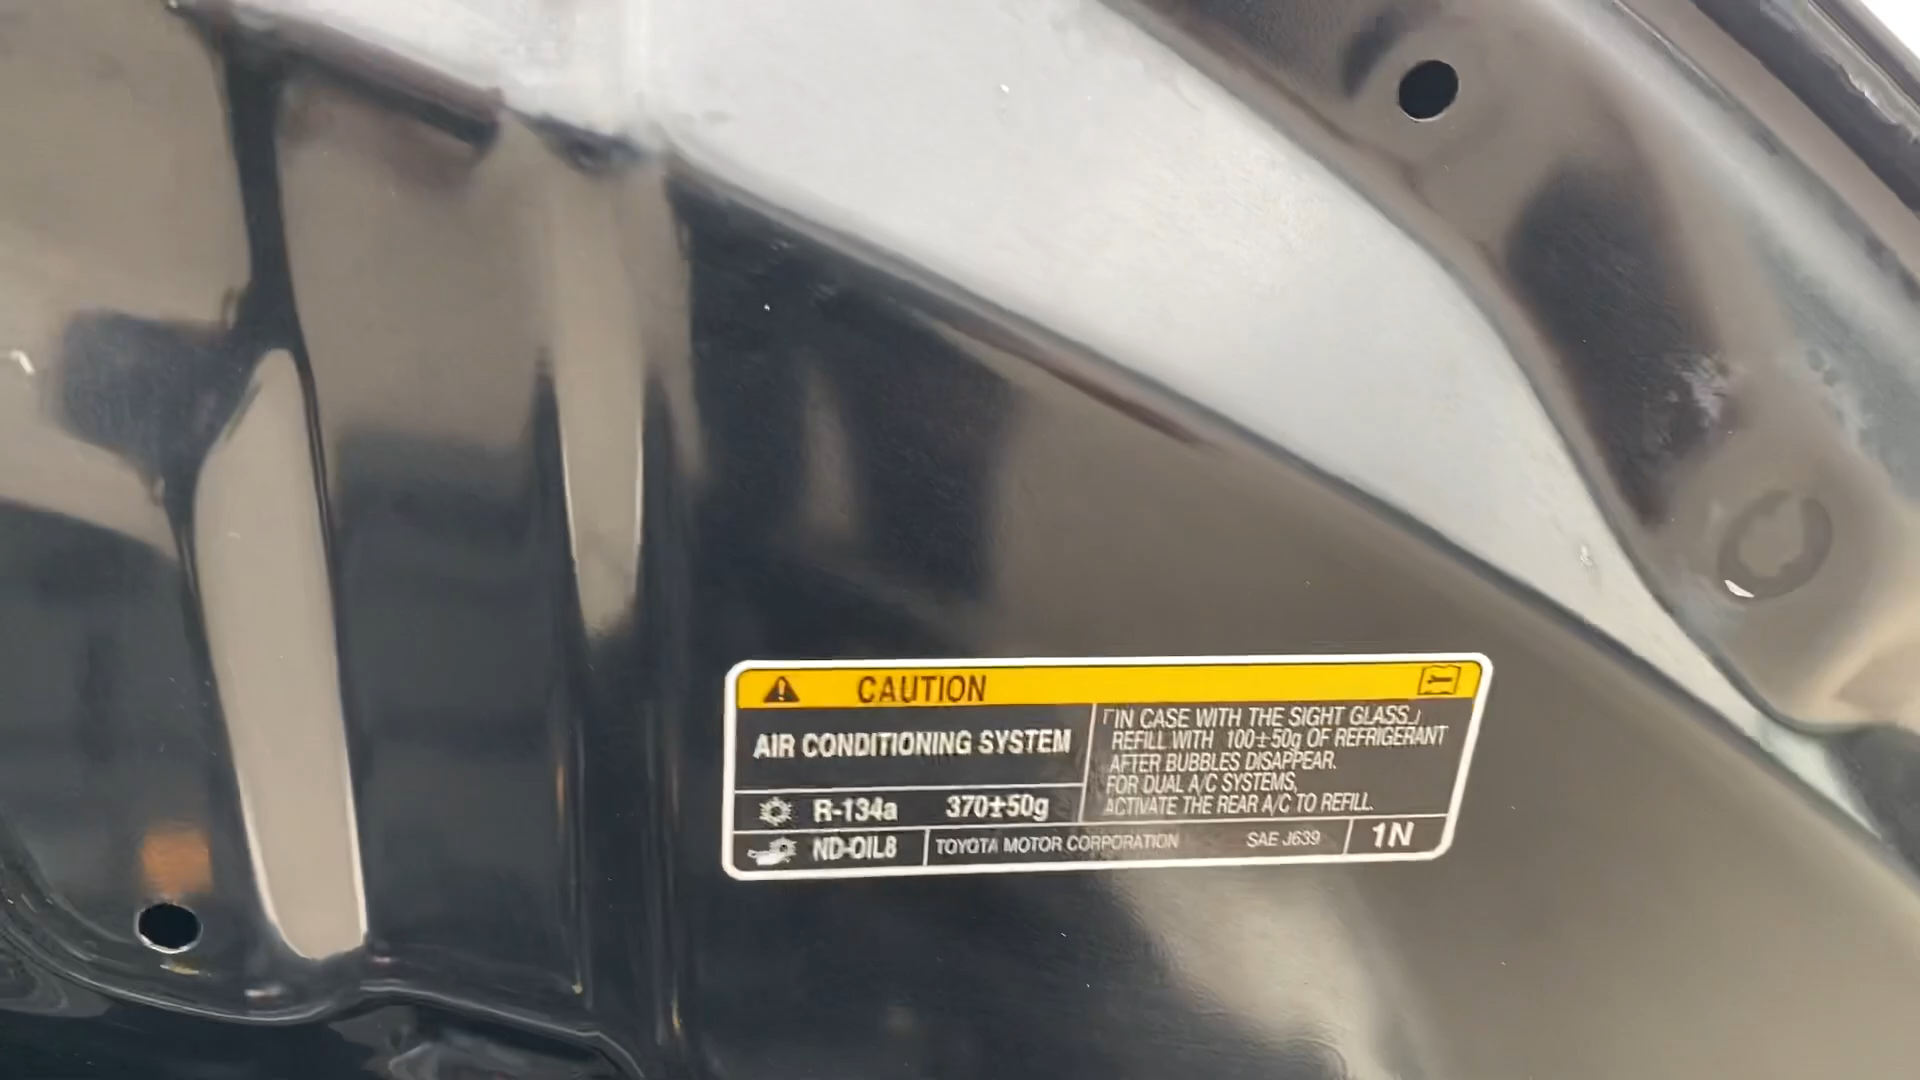 CAUTION
AIR CONDITIONING SYSTEM
R-134a 370±50g
ND-OIL8
「IN CASE WITH THE SIGHT GLASS」
REFILL WITH 100±50g OF REFRIGERANT
AFTER BUBBLES DISAPPEAR.
FOR DUAL A/C SYSTEMS,
ACTIVATE THE REAR A/C TO REFILL.
TOYOTA MOTOR CORPORATION SAE J639 1N